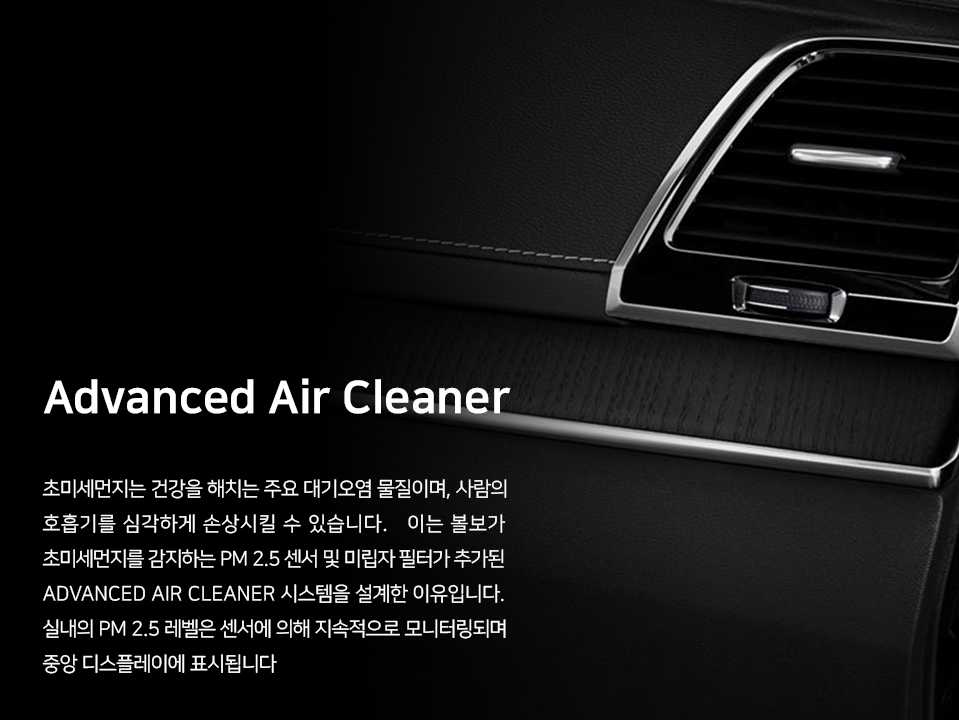 Advanced Air Cleaner
초미세먼지는 건강을 해치는 주요 대기오염 물질이며, 사람의
호흡기를 심각하게 손상시킬 수 있습니다. 이는 볼보가
초미세먼지를 감지하는 PM 2.5 센서 및 미립자 필터가 추가된
ADVANCED AIR CLEANER 시스템을 설계한 이유입니다.
실내의 PM 2.5 레벨은 센서에 의해 지속적으로 모니터링되며
중앙 디스플레이에 표시됩니다